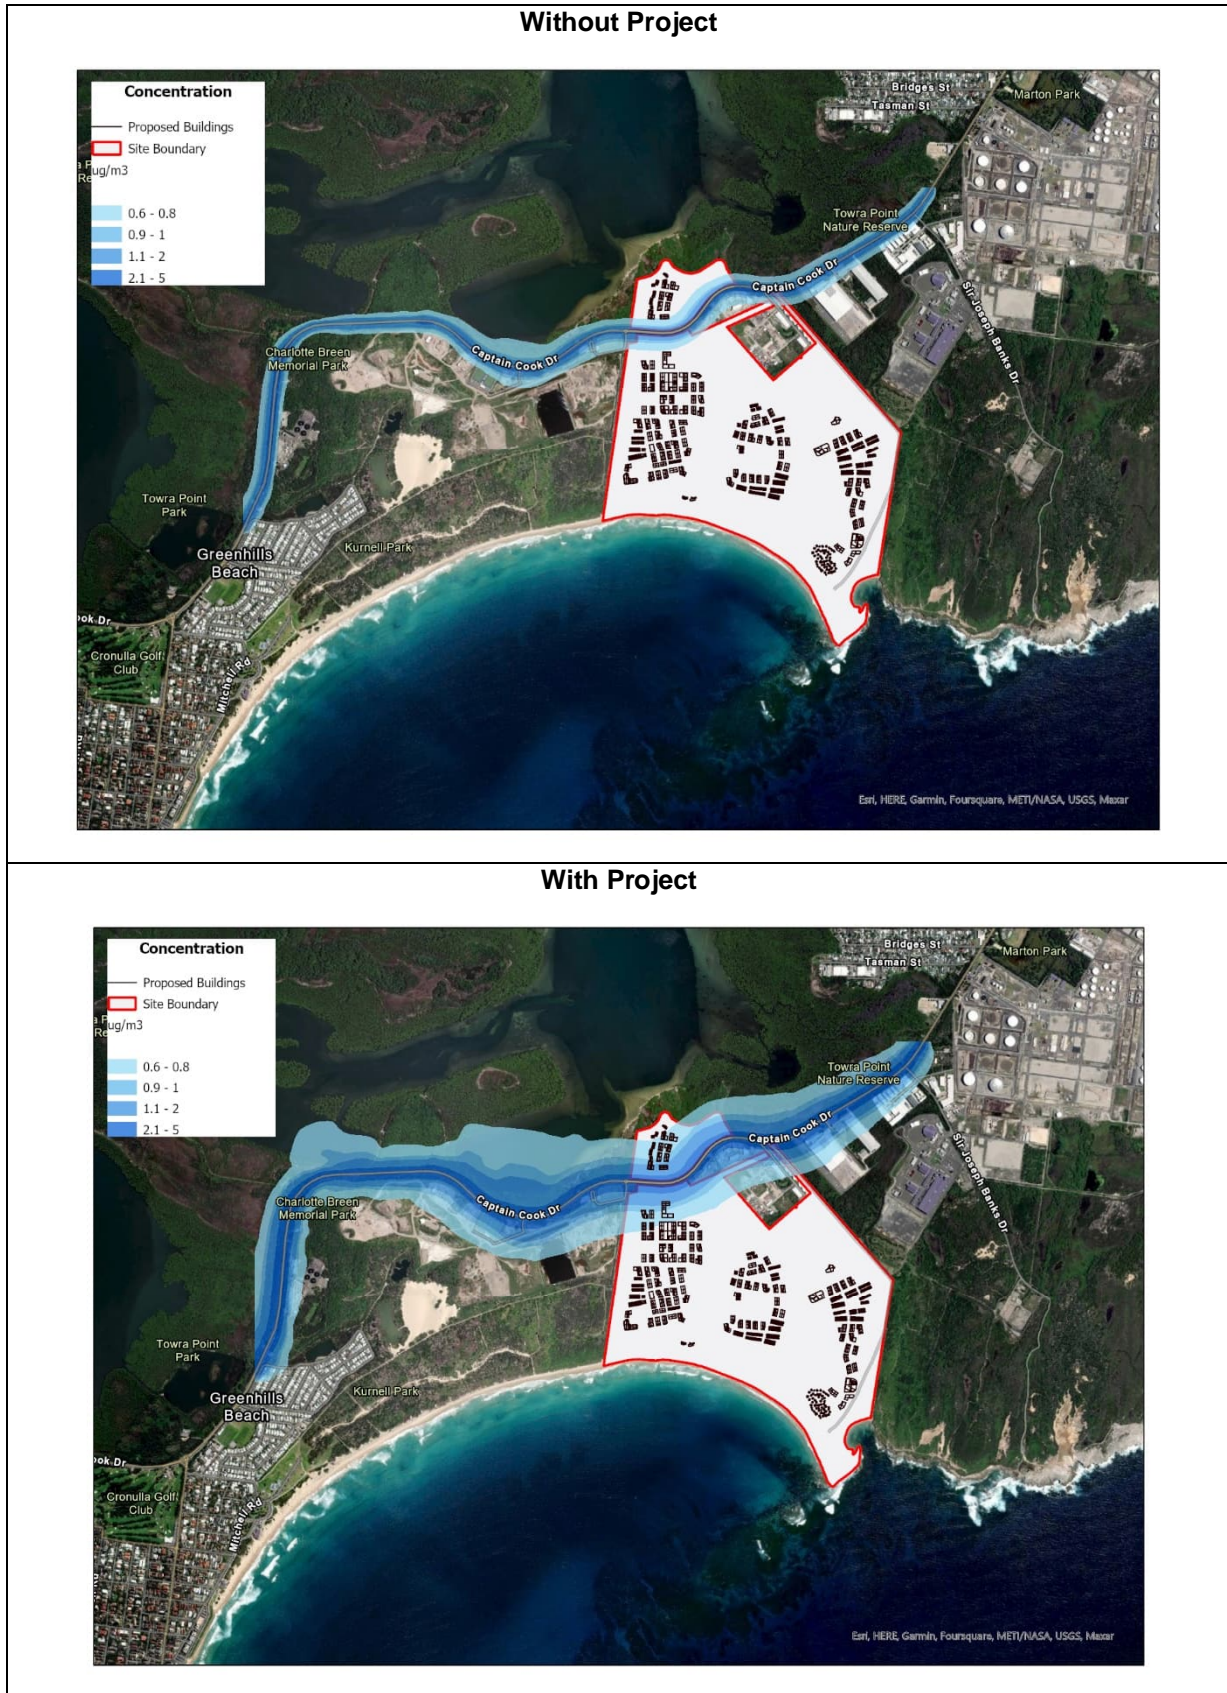 Without Project
Concentration
Proposed Buildings
Site Boundary
ug/m3
0.6 - 0.8
0.9 - 1
1.1 - 2
2.1 - 5
Bridges St
Tasman St
Marton Park
Towra Point
Nature Reserve
Captain Cook Dr
Sir Joseph Banks Dr
Charlotte Breen
Memorial Park
Captain Cook Dr
Towra Point
Park
Greenhills
Beach
Kurnell Park
ook Dr
Cronulla Golf
Club
Mitchell Rd
Esri, HERE, Garmin, Foursquare, METI/NASA, USGS, Maxar
With Project
Concentration
Proposed Buildings
Site Boundary
ug/m3
0.6 - 0.8
0.9 - 1
1.1 - 2
2.1 - 5
Bridges St
Tasman St
Marton Park
Towra Point
Nature Reserve
Captain Cook Dr
Sir Joseph Banks Dr
Charlotte Breen
Memorial Park
Captain Cook Dr
Towra Point
Park
Greenhills
Beach
Kurnell Park
ook Dr
Cronulla Golf
Club
Mitchell Rd
Esri, HERE, Garmin, Foursquare, METI/NASA, USGS, Maxar